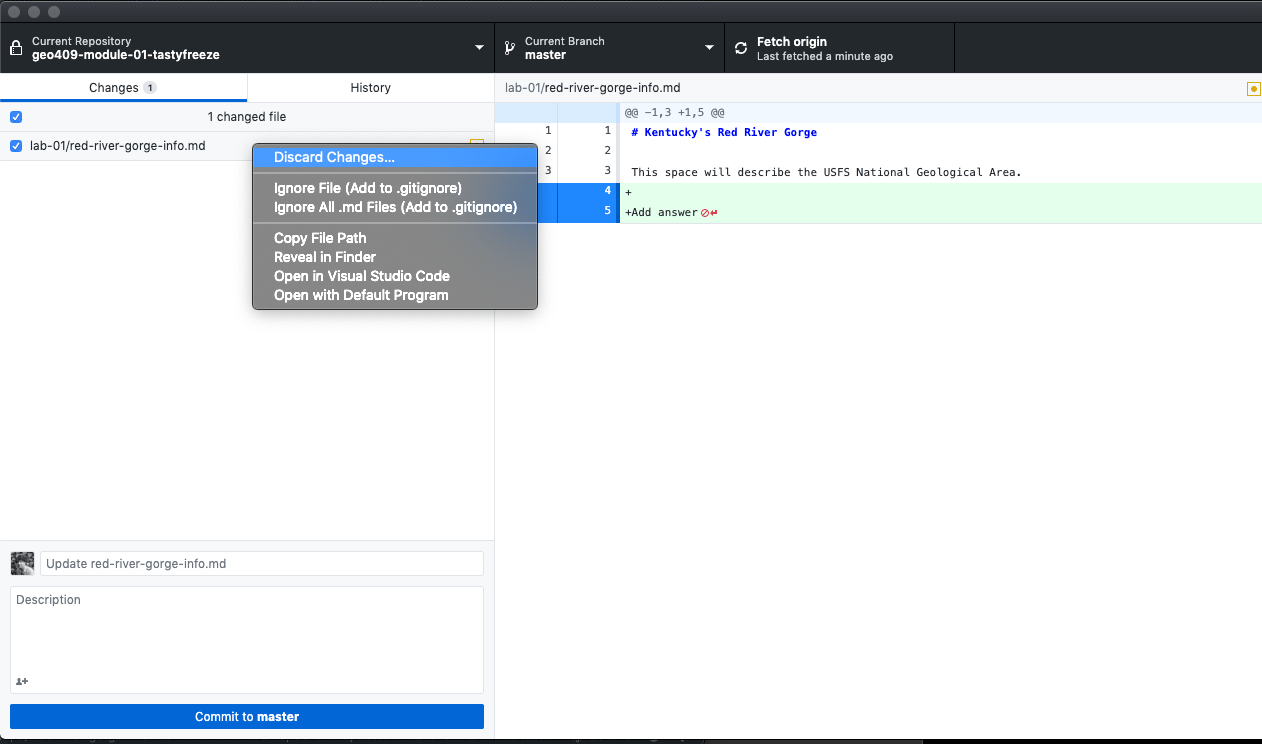 Current Repository
geo409-module-01-tastyfreeze
Current Branch
master
Fetch origin
Last fetched a minute ago
Changes 1
History
lab-01/red-river-gorge-info.md
1 changed file
lab-01/red-river-gorge-info.md
Discard Changes...
Ignore File (Add to .gitignore)
Ignore All .md Files (Add to .gitignore)
Copy File Path
Reveal in Finder
Open in Visual Studio Code
Open with Default Program
@@ -1,3 +1,5 @@
1 1 # Kentucky's Red River Gorge
2 2
3 3 This space will describe the USFS National Geological Area.
4 +
5 +Add answer
Update red-river-gorge-info.md
Description
Commit to master